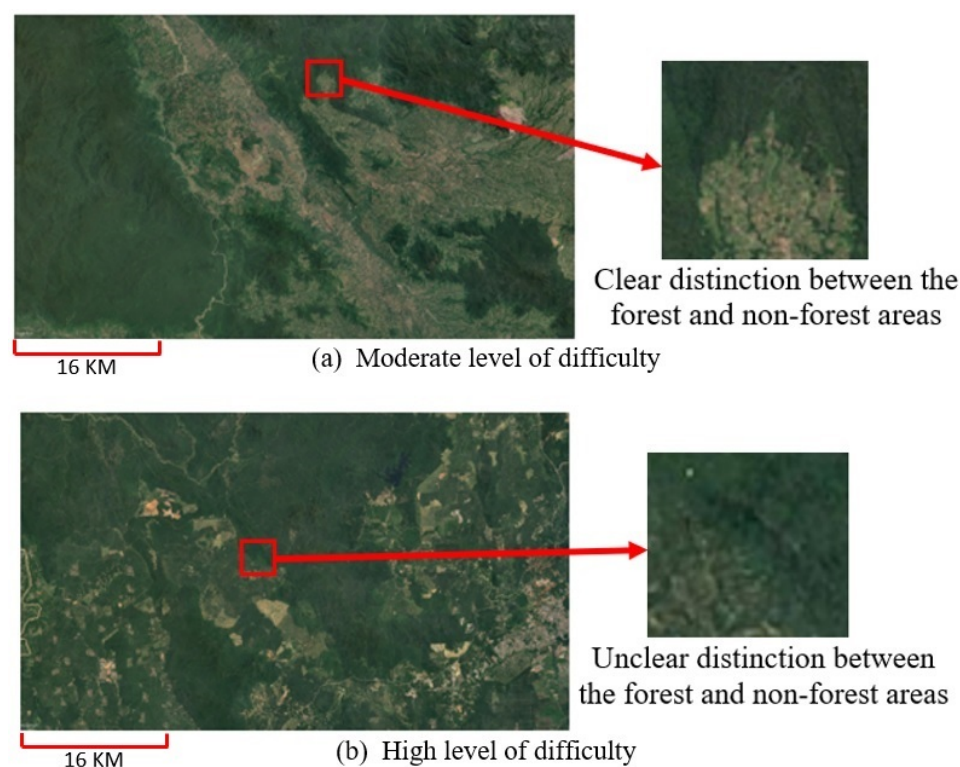 Clear distinction between the
forest and non-forest areas
16 KM
(a) Moderate level of difficulty
Unclear distinction between
the forest and non-forest areas
16 KM
(b) High level of difficulty